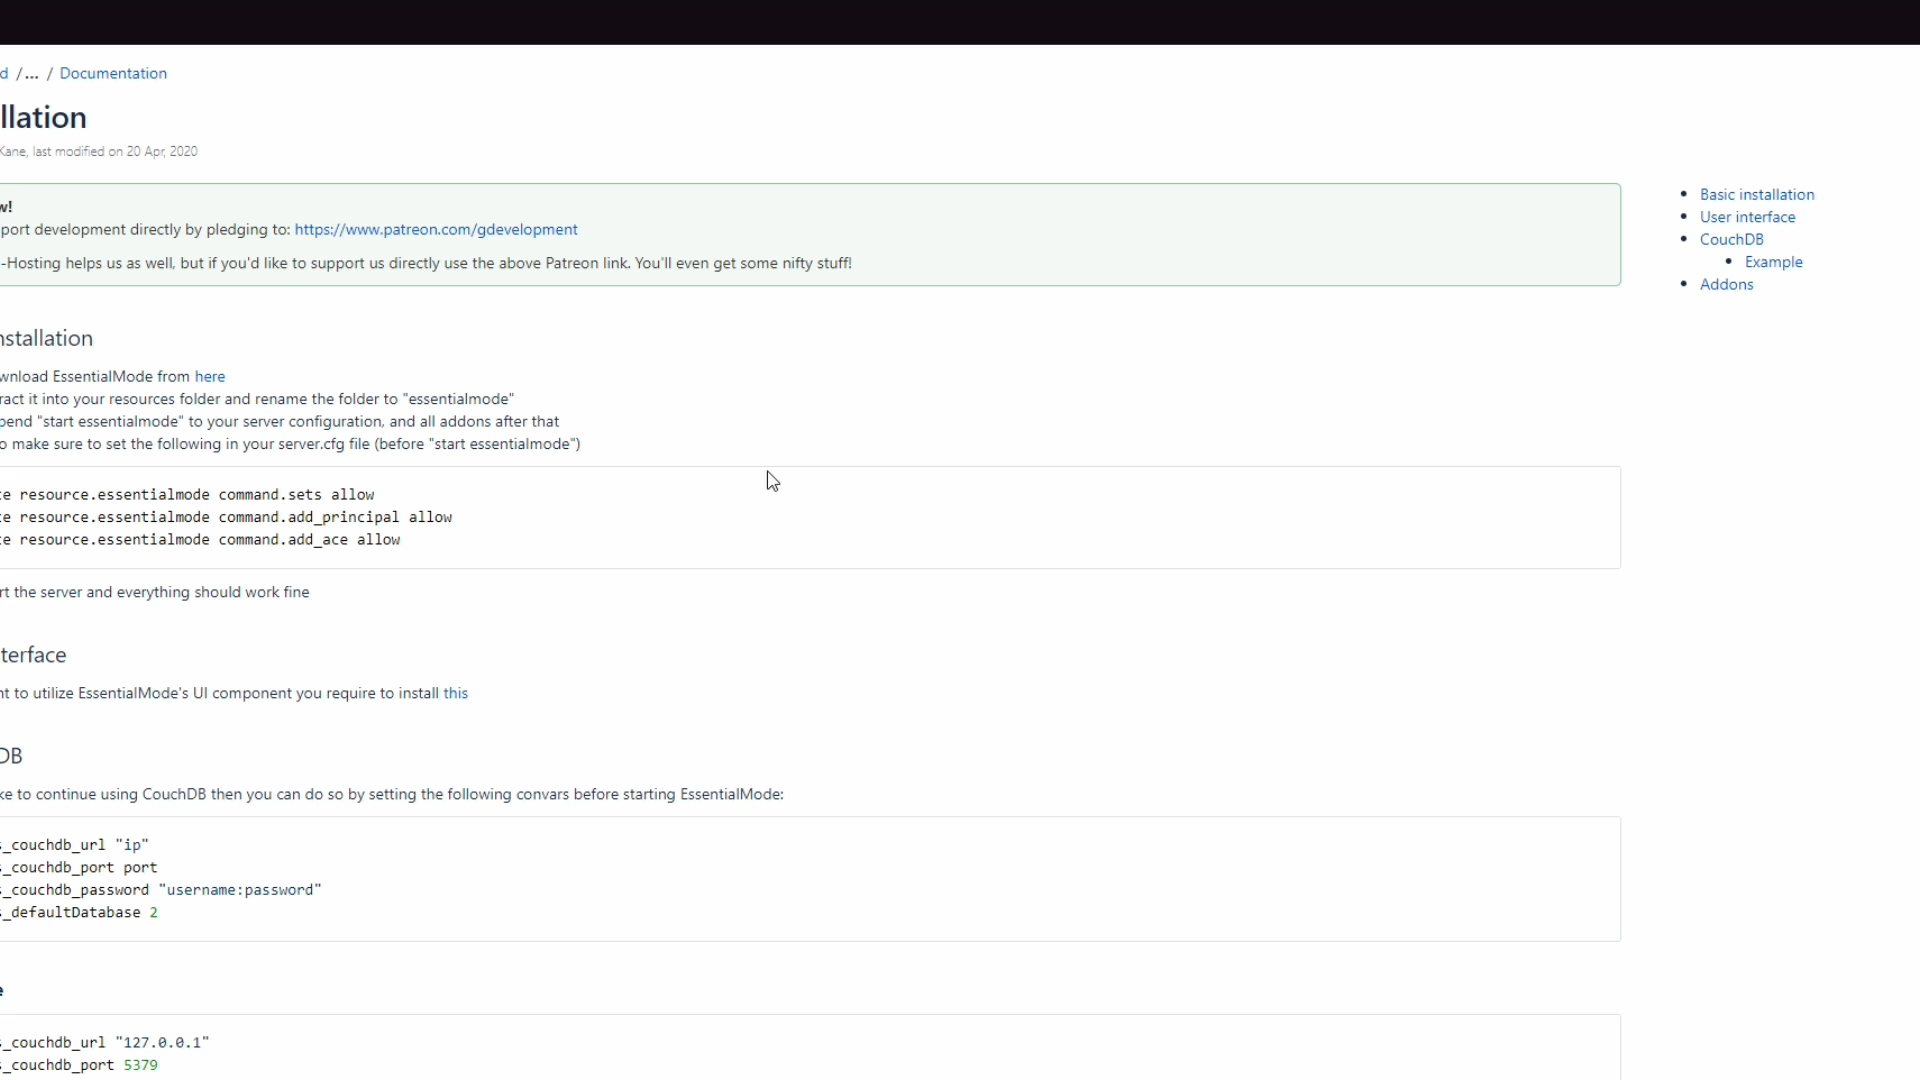 /... / Documentation
llation
Kane, last modified on 20 Apr, 2020
w!
port development directly by pledging to: https://www.patreon.com/gdevelopment
-Hosting helps us as well, but if you'd like to support us directly use the above Patreon link. You'll even get some nifty stuff!
Basic installation
User interface
CouchDB
Example
Addons
nstallation
wnload EssentialMode from here
ract it into your resources folder and rename the folder to "essentialmode"
pend "start essentialmode" to your server configuration, and all addons after that
o make sure to set the following in your server.cfg file (before "start essentialmode")
e resource.essentialmode command.sets allow
e resource.essentialmode command.add_principal allow
e resource.essentialmode command.add_ace allow
rt the server and everything should work fine
terface
nt to utilize EssentialMode's UI component you require to install this
DB
ke to continue using CouchDB then you can do so by setting the following convars before starting EssentialMode:
_couchdb_url "ip"
_couchdb_port port
_couchdb_password "username:password"
_defaultDatabase 2
e
_couchdb_url "127.0.0.1"
_couchdb_port 5379